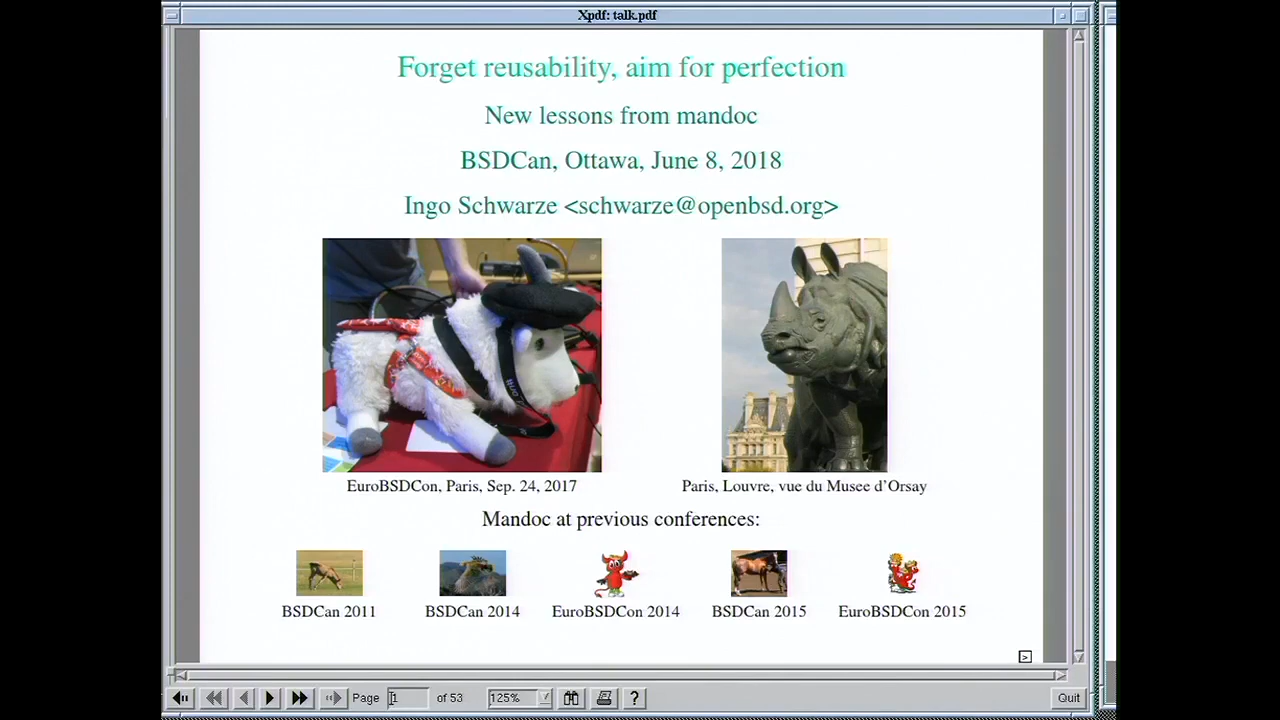 Xpdf: talk.pdf
Forget reusability, aim for perfection
New lessons from mandoc
BSDCan, Ottawa, June 8, 2018
Ingo Schwarze <schwarze@openbsd.org>
EuroBSDCon, Paris, Sep. 24, 2017
Paris, Louvre, vue du Musee d'Orsay
Mandoc at previous conferences:
BSDCan 2011
BSDCan 2014
EuroBSDCon 2014
BSDCan 2015
EuroBSDCon 2015
>
Page 1 of 53 125% ? Quit